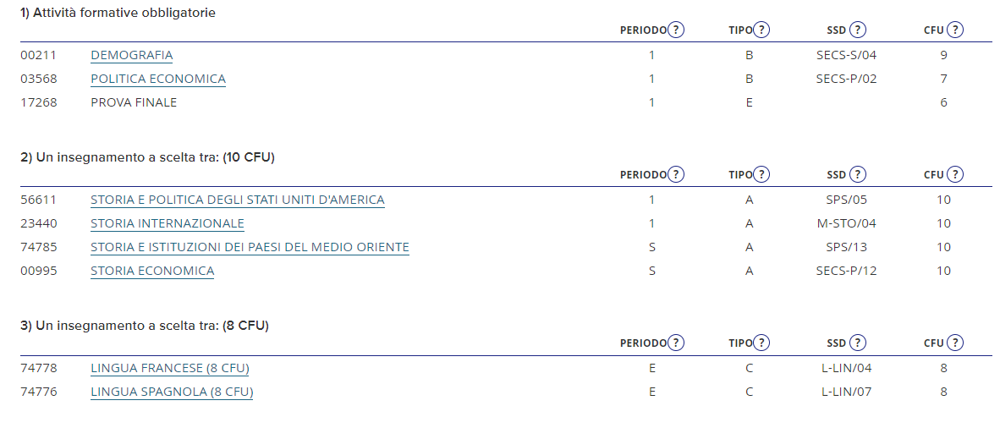 1) Attività formative obbligatorie
PERIODO ? TIPO ? SSD ? CFU ?
00211 DEMOGRAFIA 1 B SECS-S/04 9
03568 POLITICA ECONOMICA 1 B SECS-P/02 7
17268 PROVA FINALE 1 E 6
2) Un insegnamento a scelta tra: (10 CFU)
PERIODO ? TIPO ? SSD ? CFU ?
56611 STORIA E POLITICA DEGLI STATI UNITI D'AMERICA 1 A SPS/05 10
23440 STORIA INTERNAZIONALE 1 A M-STO/04 10
74785 STORIA E ISTITUZIONI DEI PAESI DEL MEDIO ORIENTE S A SPS/13 10
00995 STORIA ECONOMICA S A SECS-P/12 10
3) Un insegnamento a scelta tra: (8 CFU)
PERIODO ? TIPO ? SSD ? CFU ?
74778 LINGUA FRANCESE (8 CFU) E C L-LIN/04 8
74776 LINGUA SPAGNOLA (8 CFU) E C L-LIN/07 8